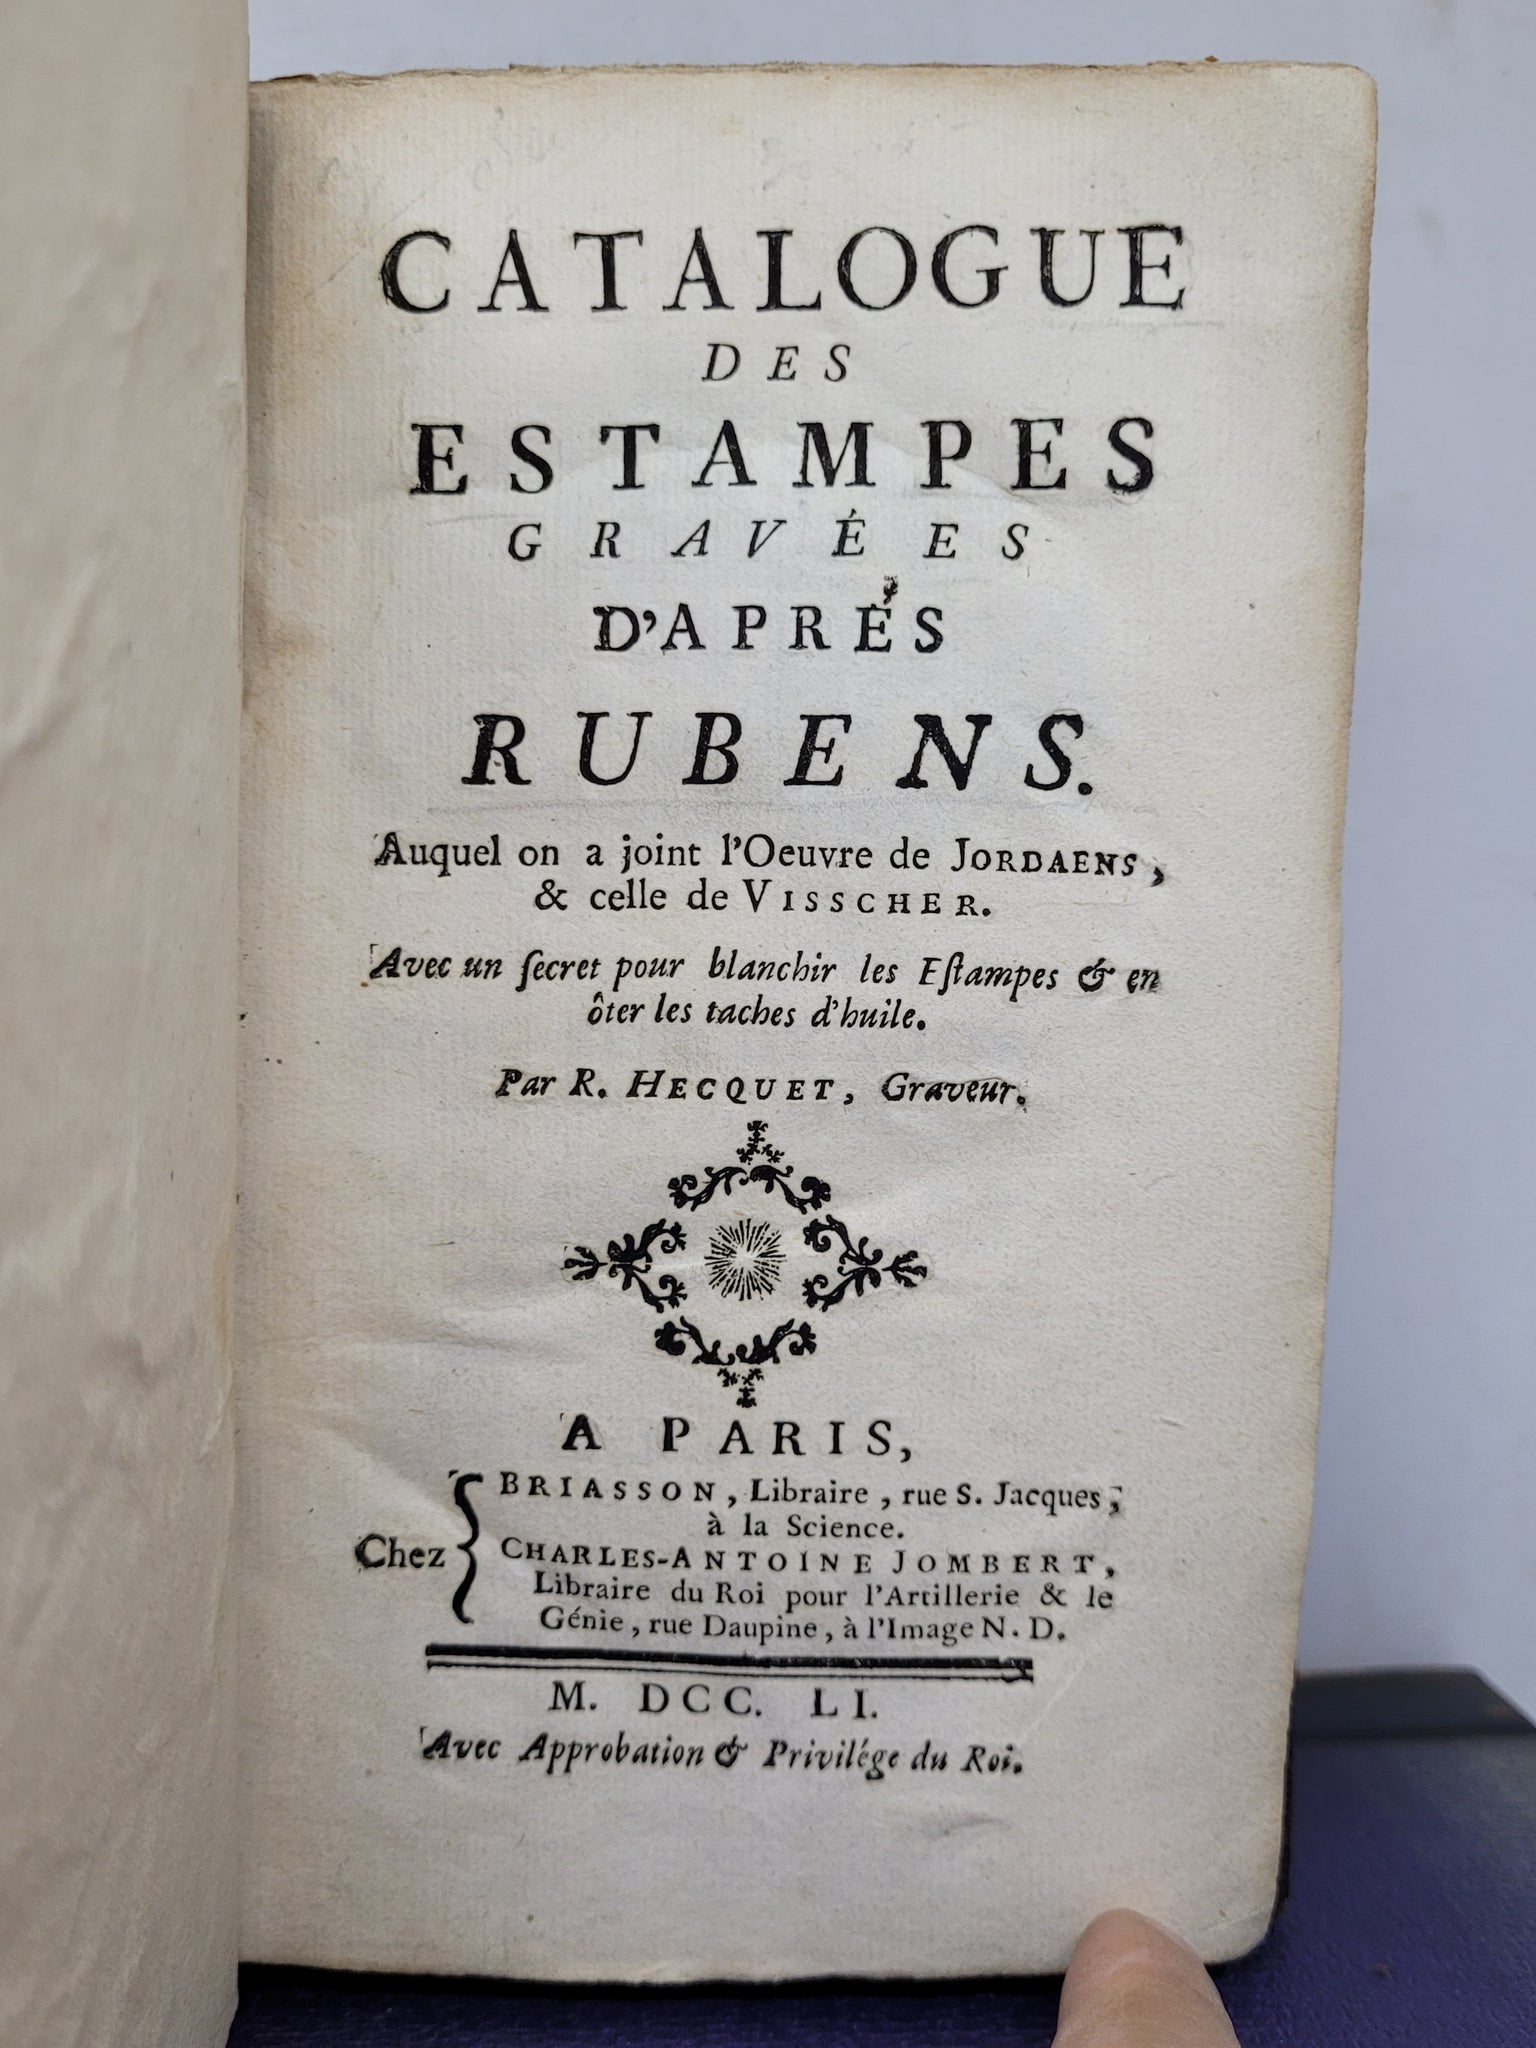 CATALOGUE
DES
ESTAMPES
GRAVÉES
D'APRÉS
RUBENS.
Auquel on a joint l'Oeuvre de JORDAENS,
& celle de VISSCHER.
Avec un ſecret pour blanchir les Eſtampes & en
ôter les taches d'huile.
Par R. HECQUET, Graveur.
A PARIS,
Chez { BRIASSON, Libraire, rue S. Jacques,
à la Science.
CHARLES-ANTOINE JOMBERT,
Libraire du Roi pour l'Artillerie & le
Génie, rue Daupine, à l'Image N. D.
M. DCC. LI.
Avec Approbation & Privilége du Roi.